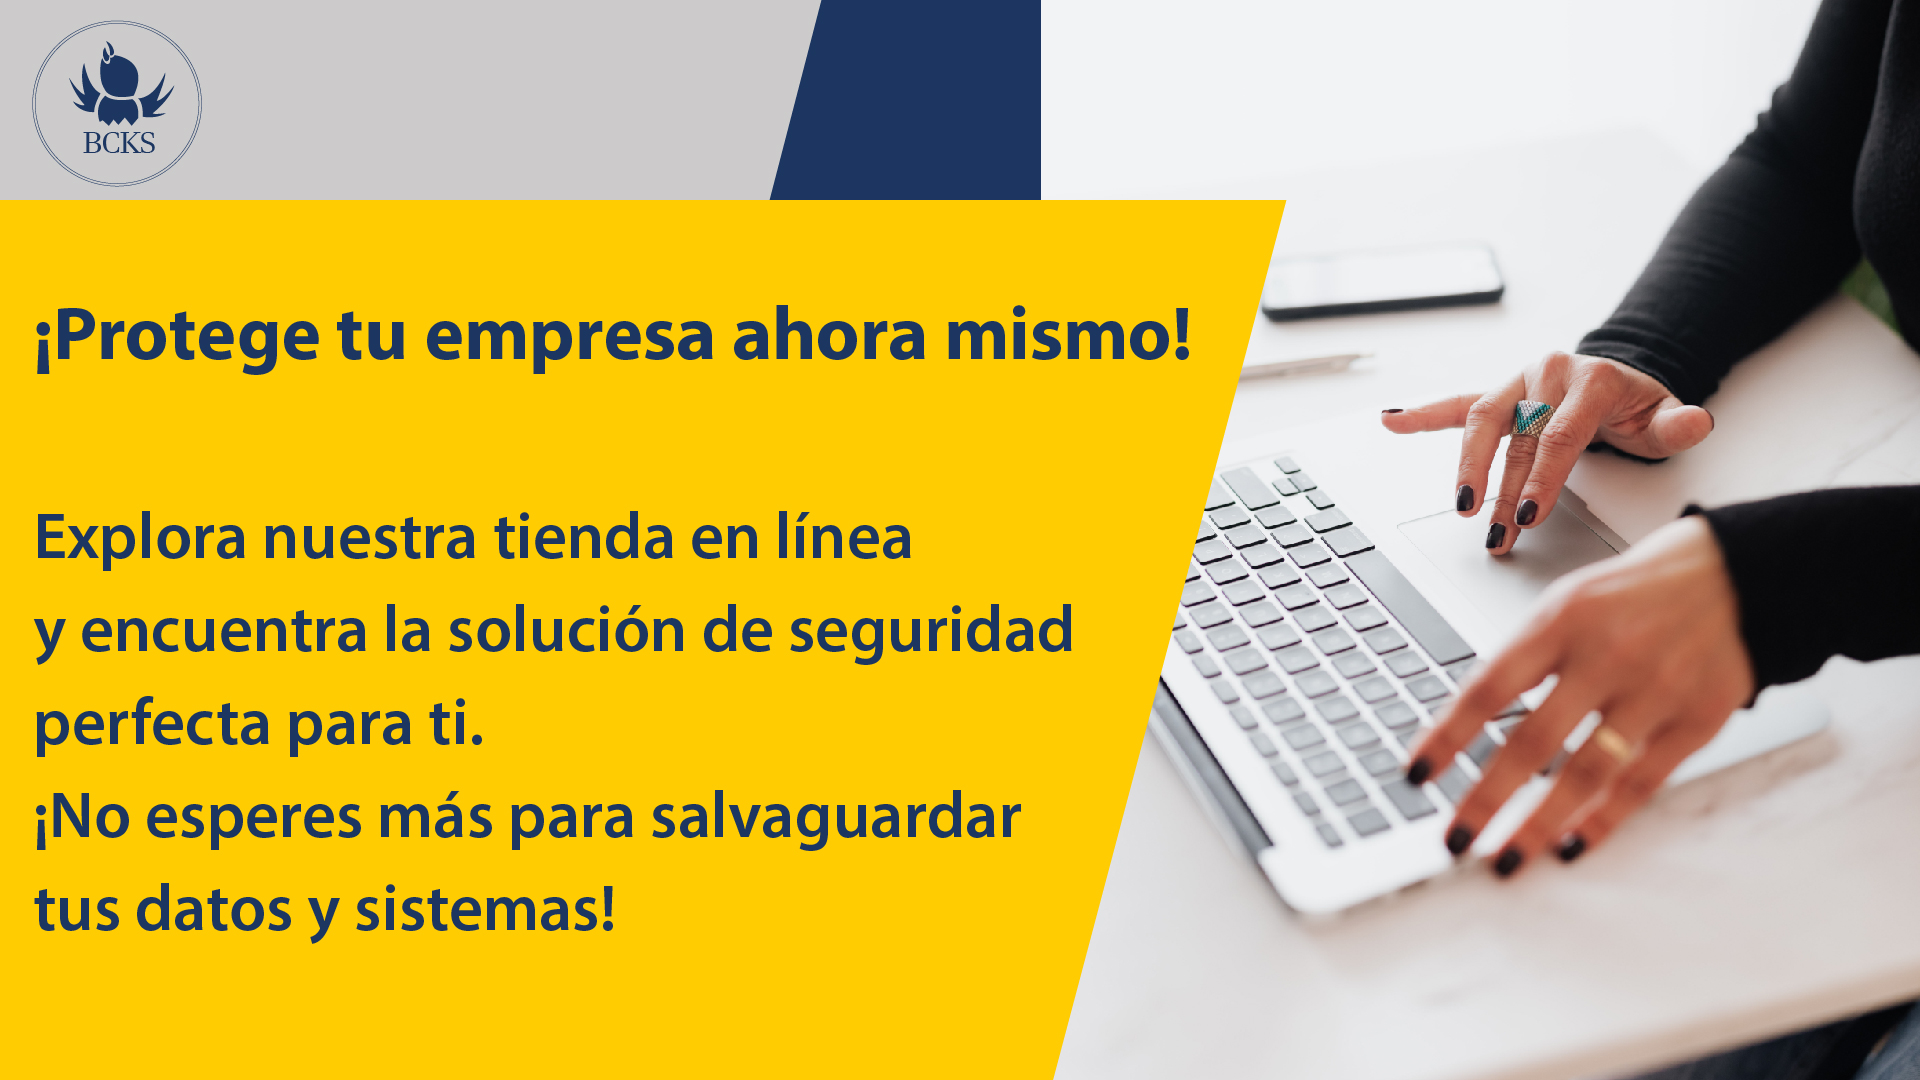 BCKS
¡Protege tu empresa ahora mismo!
Explora nuestra tienda en línea
y encuentra la solución de seguridad
perfecta para ti.
¡No esperes más para salvaguardar
tus datos y sistemas!